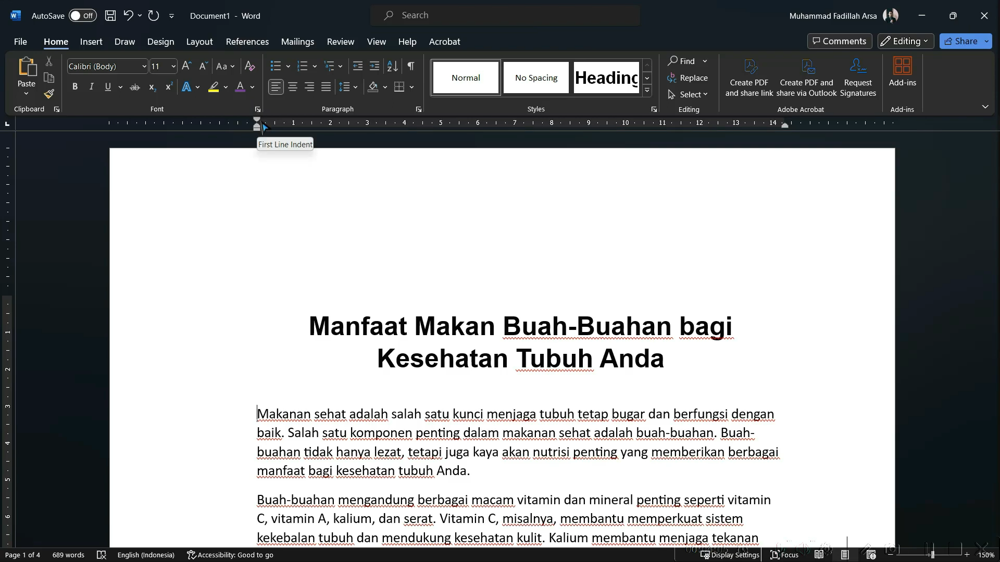 AutoSave Off Document1 - Word Search Muhammad Fadillah Arsa
File Home Insert Draw Design Layout References Mailings Review View Help Acrobat Comments Editing Share
Paste
Clipboard
Calibri (Body) 11
Font
Paragraph
Normal No Spacing Heading
Styles
Find
Replace
Select
Editing
Create PDF and share link
Create PDF and share via Outlook
Request Signatures
Adobe Acrobat
Add-ins
Add-ins
1 2 3 4 5 6 7 8 9 10 11 12 13 14
First Line Indent
Manfaat Makan Buah-Buahan bagi
Kesehatan Tubuh Anda
Makanan sehat adalah salah satu kunci menjaga tubuh tetap bugar dan berfungsi dengan
baik. Salah satu komponen penting dalam makanan sehat adalah buah-buahan. Buah-
buahan tidak hanya lezat, tetapi juga kaya akan nutrisi penting yang memberikan berbagai
manfaat bagi kesehatan tubuh Anda.
Buah-buahan mengandung berbagai macam vitamin dan mineral penting seperti vitamin
C, vitamin A, kalium, dan serat. Vitamin C, misalnya, membantu memperkuat sistem
kekebalan tubuh dan mendukung kesehatan kulit. Kalium membantu menjaga tekanan
1
2
3
4
5
6
Page 1 of 4 689 words English (Indonesia) Accessibility: Good to go Display Settings Focus 150%